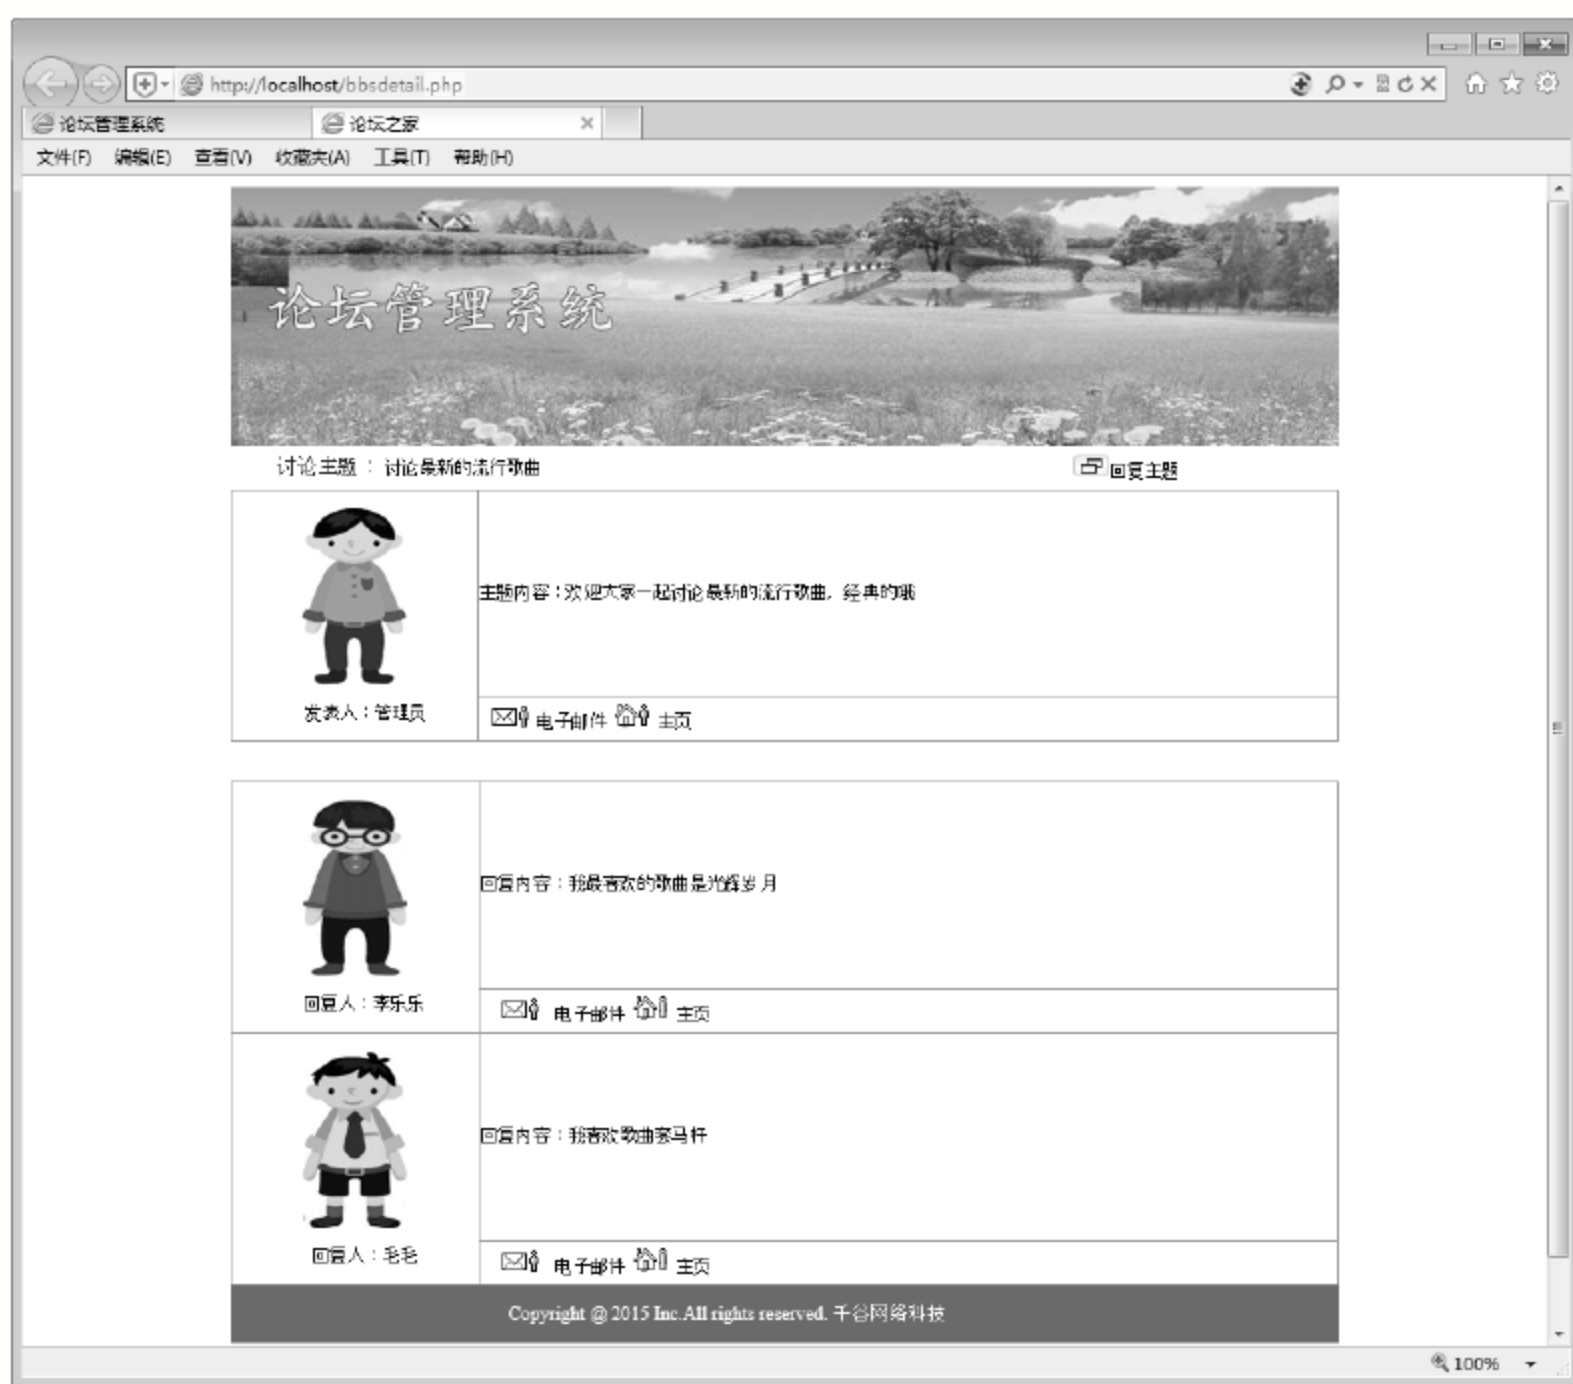 http://localhost/bbsdetail.php
论坛管理系统 论坛之家
文件(F) 编辑(E) 查看(V) 收藏夹(A) 工具(T) 帮助(H)
论坛管理系统
讨论主题 : 讨论最新的流行歌曲 回复主题
主题内容:欢迎大家一起讨论最新的流行歌曲, 经典的哦
发表人:管理员 电子邮件 主页
回复内容:我最喜欢的歌曲是光辉岁月
回复人:李乐乐 电子邮件 主页
回复内容:我喜欢歌曲套马杆
回复人:毛毛 电子邮件 主页
Copyright @ 2015 Inc.All rights reserved. 千谷网络科技
100%